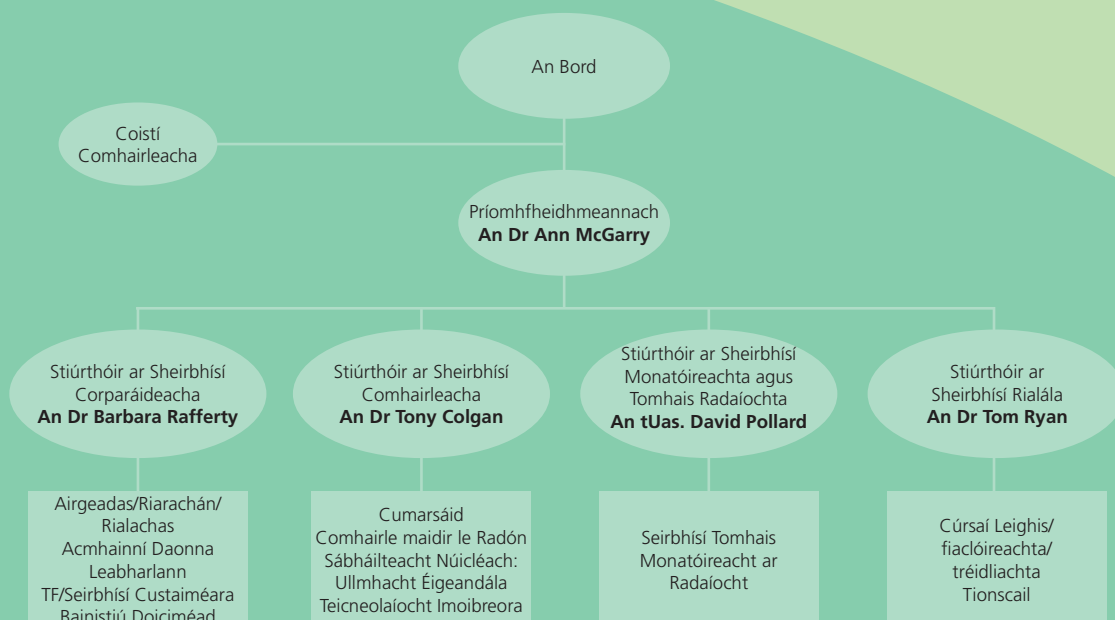 An Bord
Coistí
Comhairleacha
Príomhfheidhmeannach
An Dr Ann McGarry
Stiúrthóir ar Sheirbhísí
Corparáideacha
An Dr Barbara Rafferty
Stiúrthóir ar Sheirbhísí
Comhairleacha
An Dr Tony Colgan
Stiúrthóir ar Sheirbhísí
Monatóireachta agus
Tomhais Radaíochta
An tUas. David Pollard
Stiúrthóir ar
Sheirbhísí Rialála
An Dr Tom Ryan
Airgeadas/Riarachán/
Rialachas
Acmhainní Daonna
Leabharlann
TF/Seirbhísí Custaiméara
Bainistiú Doiciméad
Cumarsáid
Comhairle maidir le Radón
Sábháilteacht Núicléach:
Ullmhacht Éigeandála
Teicneolaíocht Imoibreora
Seirbhísí Tomhais
Monatóireacht ar
Radaíocht
Cúrsaí Leighis/
fiaclóireachta/
tréidliachta
Tionscail